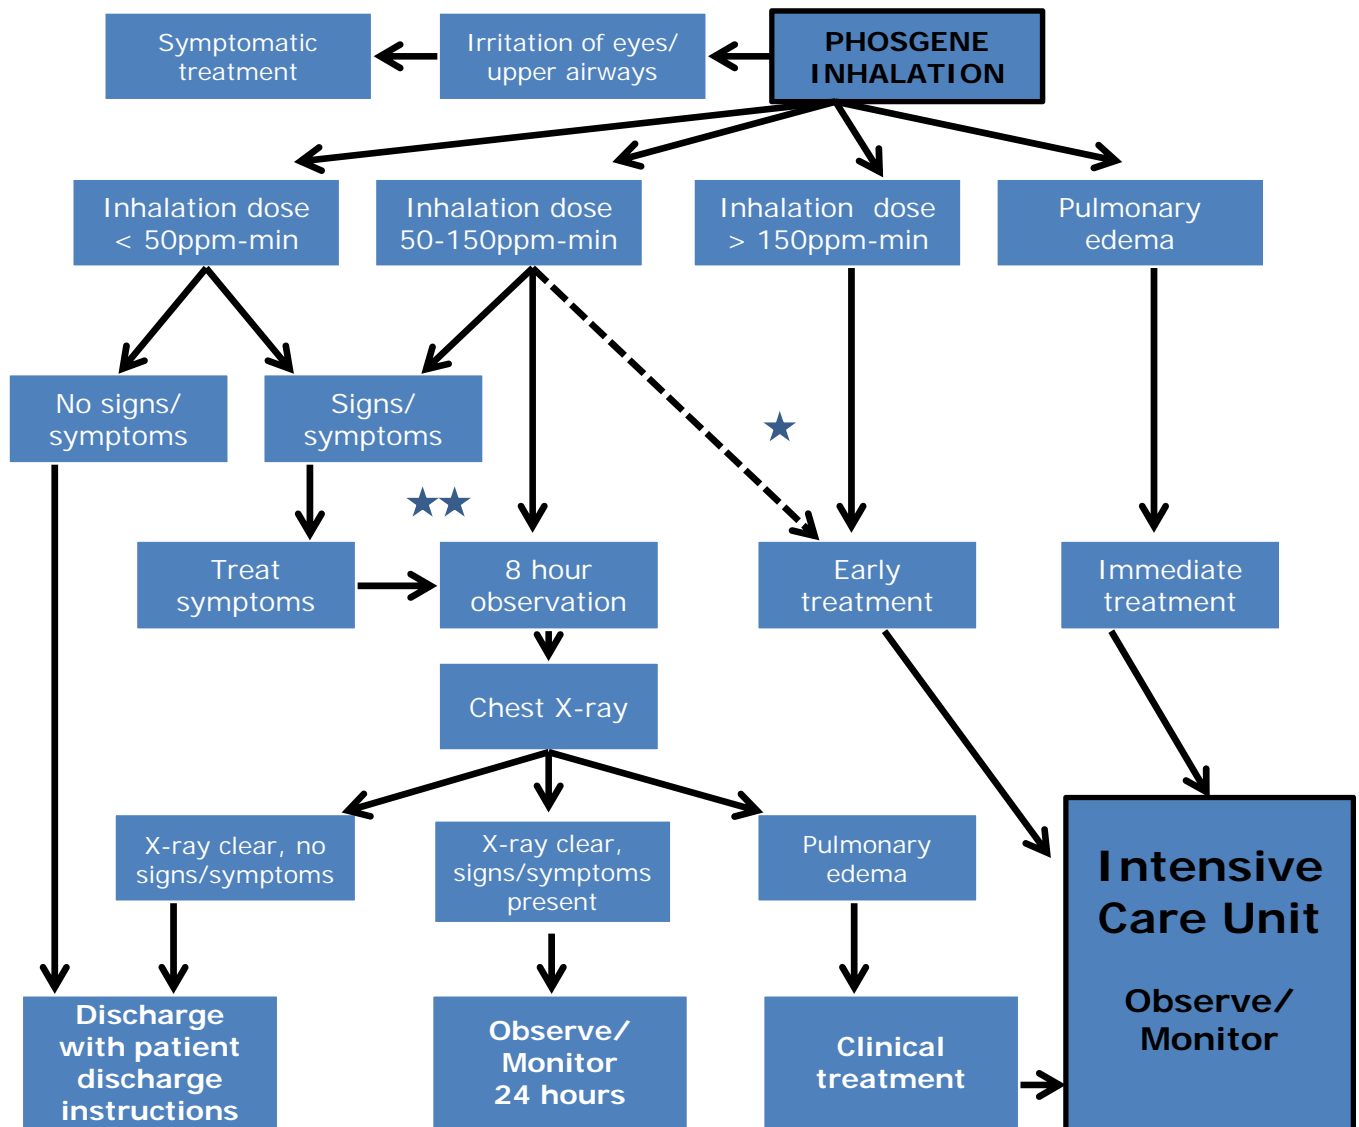 Symptomatic
treatment
Irritation of eyes/
upper airways
PHOSGENE
INHALATION
Inhalation dose
< 50ppm-min
Inhalation dose
50-150ppm-min
Inhalation dose
> 150ppm-min
Pulmonary
edema
No signs/
symptoms
Signs/
symptoms
Treat
symptoms
8 hour
observation
Early
treatment
Immediate
treatment
Chest X-ray
X-ray clear, no
signs/symptoms
X-ray clear,
signs/symptoms
present
Pulmonary
edema
Intensive
Care Unit
Observe/
Monitor
Discharge
with patient
discharge
instructions
Observe/
Monitor
24 hours
Clinical
treatment